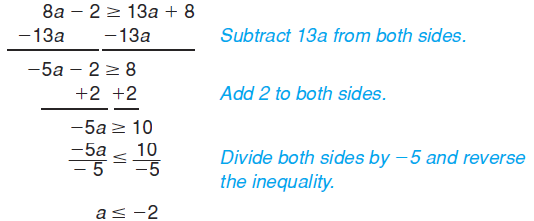 8a − 2 ≥ 13a + 8
−13a −13a Subtract 13a from both sides.
−5a − 2 ≥ 8
+2 +2 Add 2 to both sides.
−5a ≥ 10
−5a/−5 ≤ 10/−5 Divide both sides by −5 and reverse
the inequality.
a ≤ −2